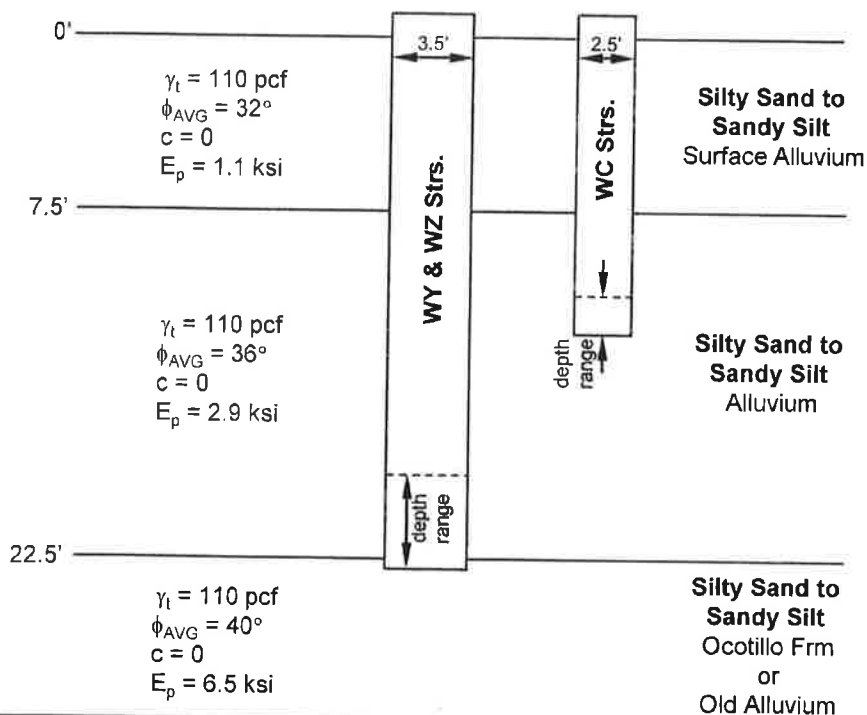 0'
3.5'
2.5'
γt = 110 pcf
ϕAVG = 32°
c = 0
Ep = 1.1 ksi
WY & WZ Strs.
WC Strs.
Silty Sand to
Sandy Silt
Surface Alluvium
7.5'
γt = 110 pcf
ϕAVG = 36°
c = 0
Ep = 2.9 ksi
depth
range
Silty Sand to
Sandy Silt
Alluvium
depth
range
22.5'
γt = 110 pcf
ϕAVG = 40°
c = 0
Ep = 6.5 ksi
Silty Sand to
Sandy Silt
Ocotillo Frm
or
Old Alluvium